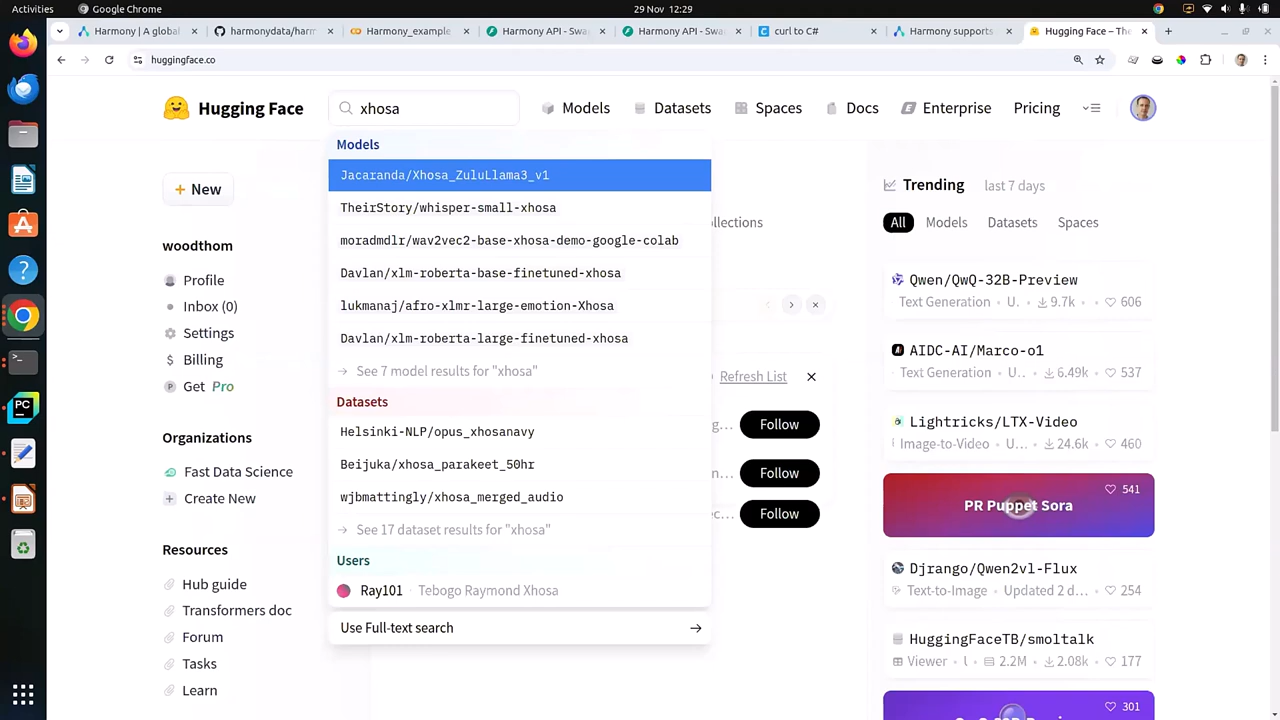 Activities
Google Chrome
29 Nov 12:29
Harmony | A global
harmonydata/harm
Harmony_example
Harmony API - Swa
Harmony API - Swa
curl to C#
Harmony supports
Hugging Face – The
huggingface.co
Hugging Face
xhosa
Models
Datasets
Spaces
Docs
Enterprise
Pricing
Models
Jacaranda/Xhosa_ZuluLlama3_v1
TheirStory/whisper-small-xhosa
moradmdlr/wav2vec2-base-xhosa-demo-google-colab
Davlan/xlm-roberta-base-finetuned-xhosa
lukmanaj/afro-xlmr-large-emotion-Xhosa
Davlan/xlm-roberta-large-finetuned-xhosa
See 7 model results for "xhosa"
Datasets
Helsinki-NLP/opus_xhosanavy
Beijuka/xhosa_parakeet_50hr
wjbmattingly/xhosa_merged_audio
See 17 dataset results for "xhosa"
Users
Ray101 Tebogo Raymond Xhosa
Use Full-text search
+ New
woodthom
Profile
Inbox (0)
Settings
Billing
Get Pro
Organizations
Fast Data Science
Create New
Resources
Hub guide
Transformers doc
Forum
Tasks
Learn
llections
Refresh List
Follow
Follow
Follow
Trending last 7 days
All Models Datasets Spaces
Qwen/QwQ-32B-Preview
Text Generation • U. • 9.7k • 606
AIDC-AI/Marco-o1
Text Generation • U… • 6.49k • 537
Lightricks/LTX-Video
Image-to-Video • U… • 24.6k • 460
541
PR Puppet Sora
Djrango/Qwen2vl-Flux
Text-to-Image • Updated 2 d… • 254
HuggingFaceTB/smoltalk
Viewer • 2.2M • 2.08k • 177
301